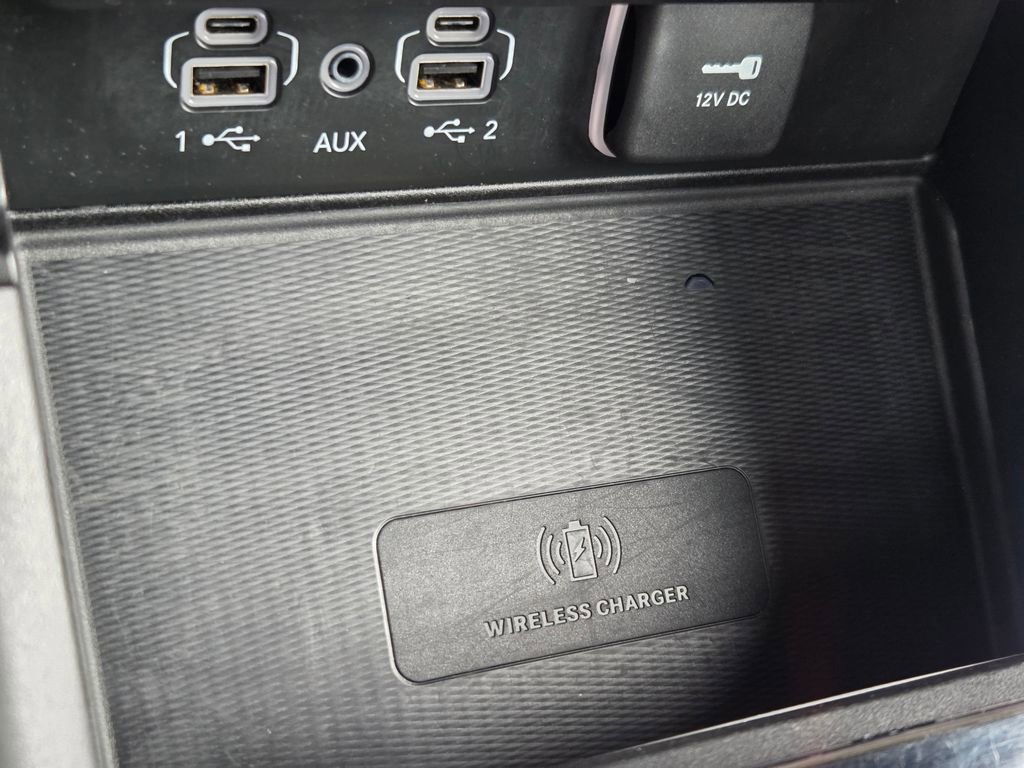 1
AUX
2
12V DC
WIRELESS CHARGER